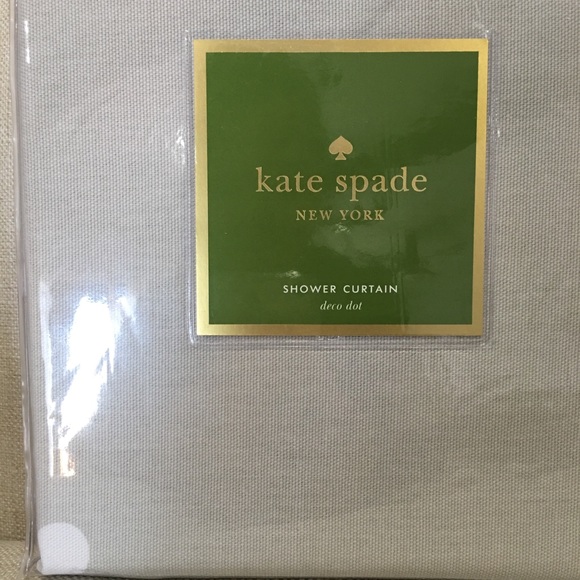 kate spade
NEW YORK
SHOWER CURTAIN
deco dot